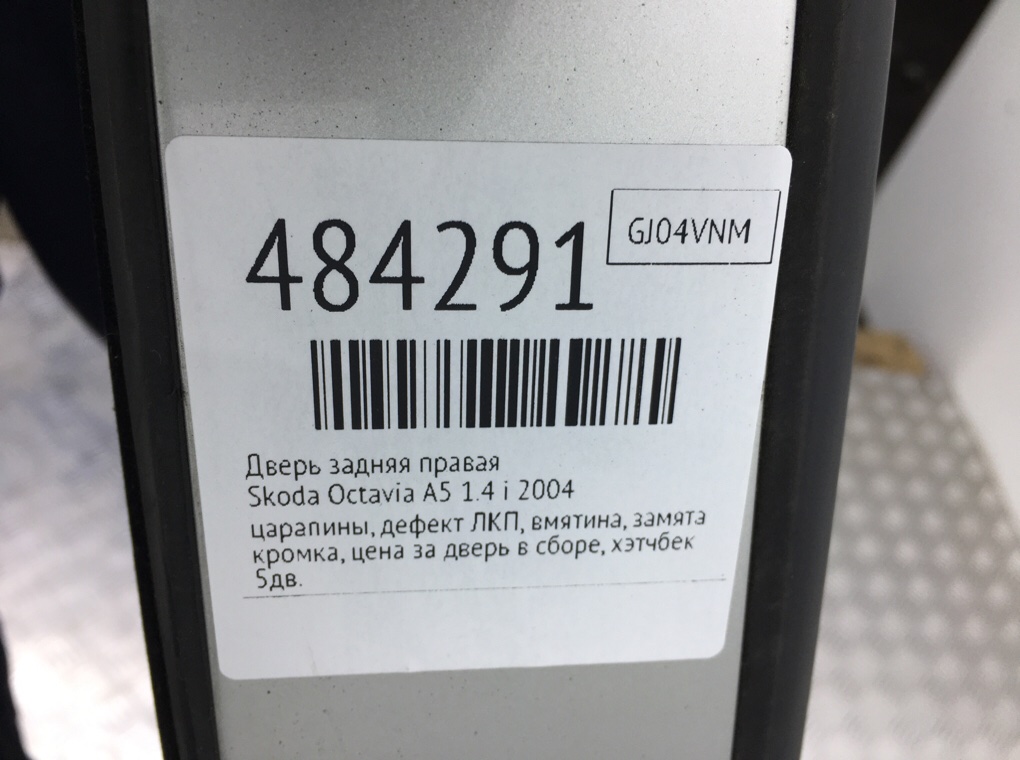 484291
GJ04VNM
Дверь задняя правая
Skoda Octavia A5 1.4 i 2004
царапины, дефект ЛКП, вмятина, замята
кромка, цена за дверь в сборе, хэтчбек
5дв.